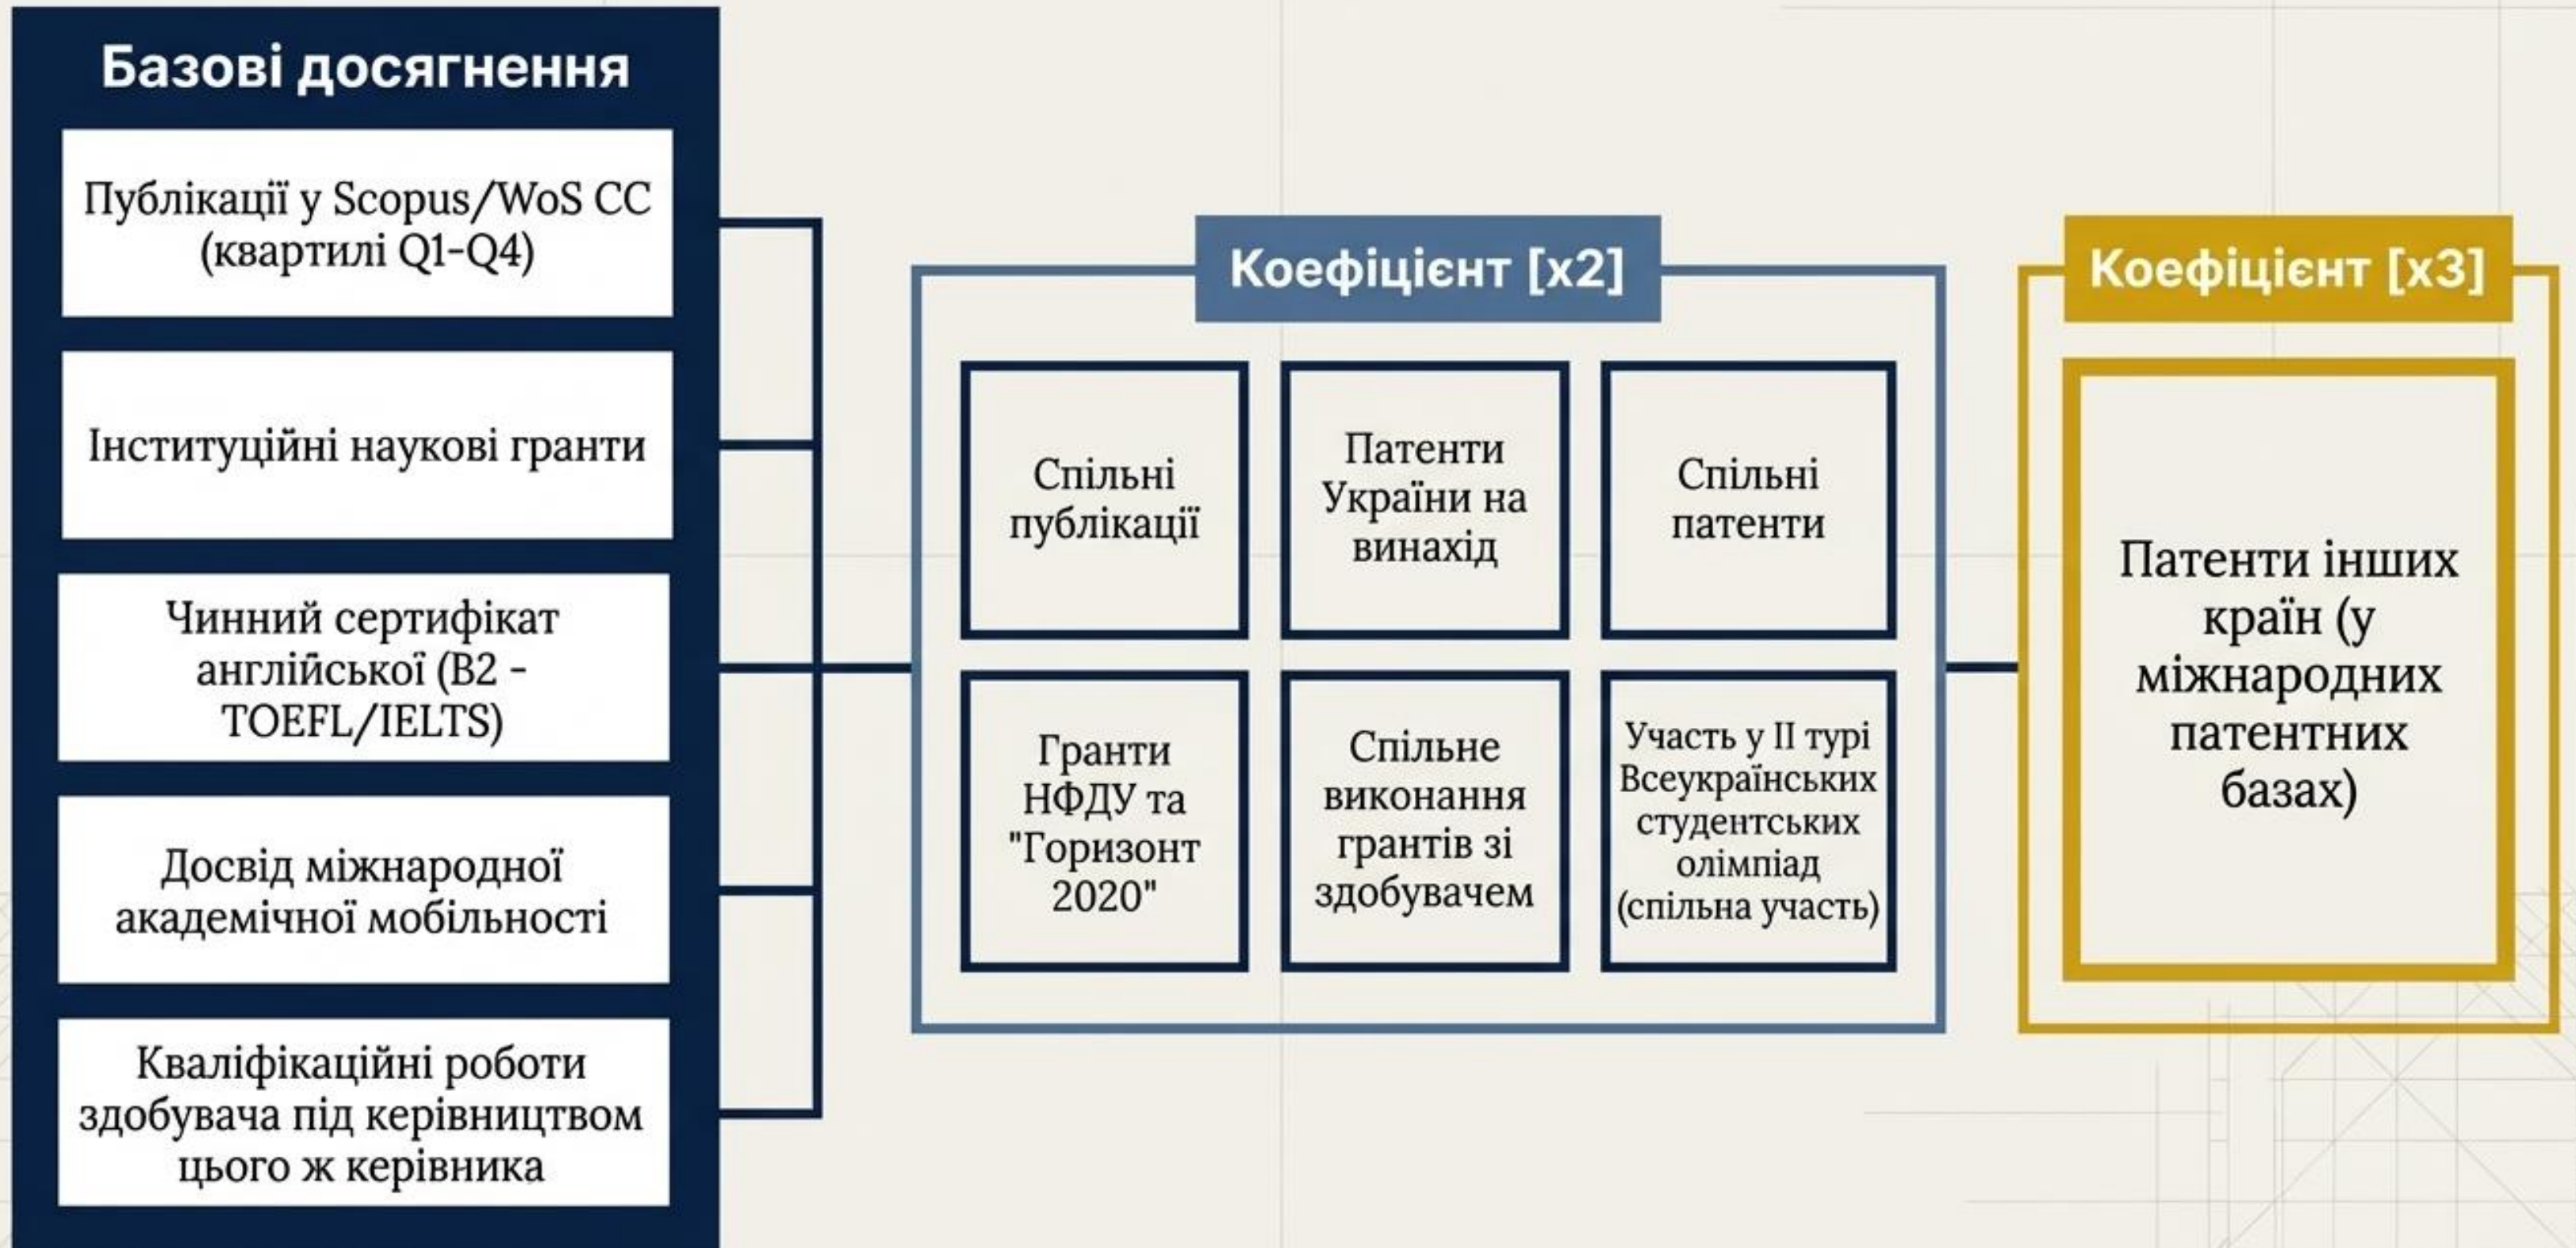 Базові досягнення
Публікації у Scopus/WoS CC
(квартилі Q1-Q4)
Інституційні наукові гранти
Чинний сертифікат
англійської (B2 -
TOEFL/IELTS)
Досвід міжнародної
академічної мобільності
Кваліфікаційні роботи
здобувача під керівництвом
цього ж керівника
Коефіцієнт [x2]
Спільні
публікації
Патенти
України на
винахід
Спільні
патенти
Гранти
НФДУ та
"Горизонт
2020"
Спільне
виконання
грантів зі
здобувачем
Участь у II турі
Всеукраїнських
студентських
олімпіад
(спільна участь)
Коефіцієнт [x3]
Патенти інших
країн (у
міжнародних
патентних
базах)